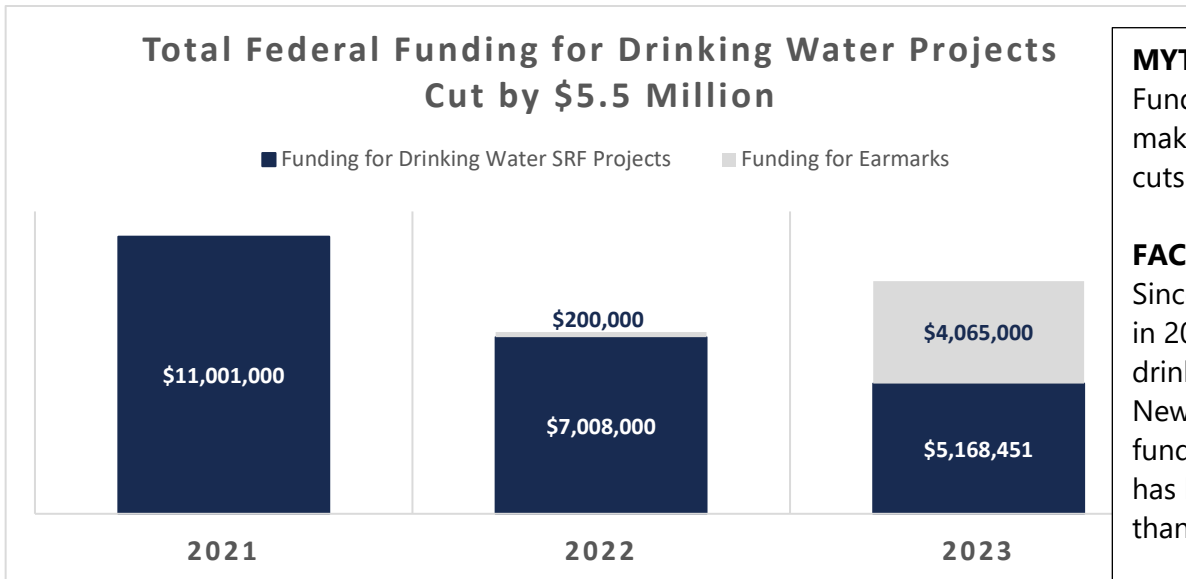 Total Federal Funding for Drinking Water Projects
Cut by $5.5 Million
Funding for Drinking Water SRF Projects Funding for Earmarks
$11,001,000
$200,000
$7,008,000
$4,065,000
$5,168,451
2021 2022 2023
MYT
Fund
mak
cuts
FAC
Sinc
in 20
drin
New
fund
has
than